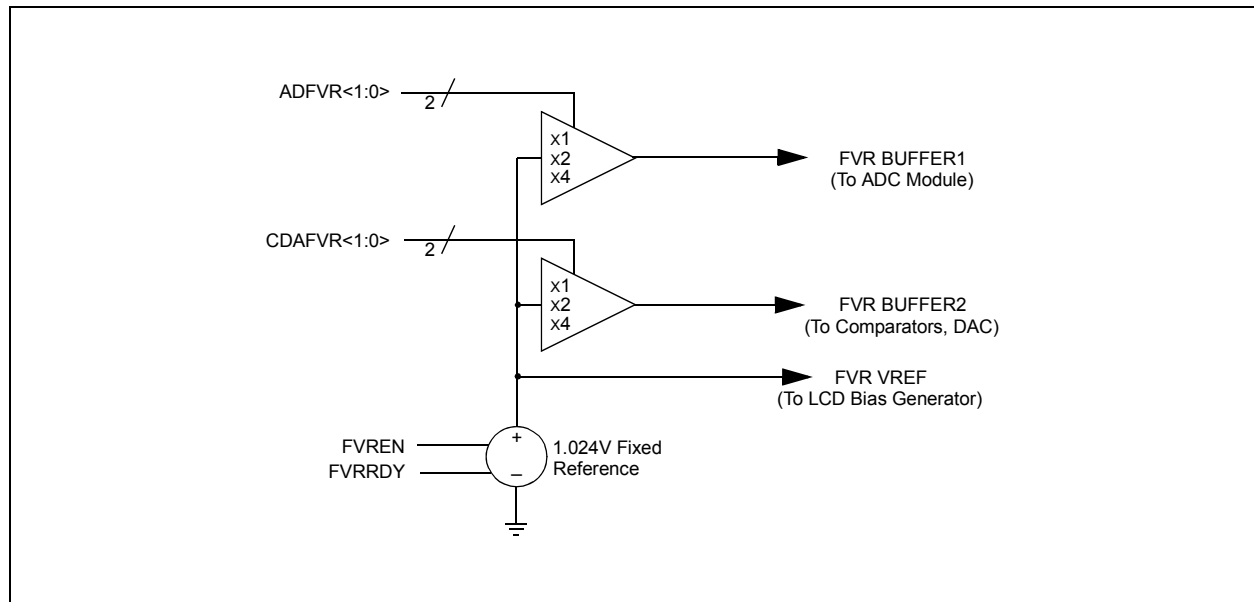 ADFVR<1:0>
2
X1
X2
X4
FVR BUFFER1
(To ADC Module)
CDAFVR<1:0>
2
X1
X2
X4
FVR BUFFER2
(To Comparators, DAC)
FVR VREF
(To LCD Bias Generator)
FVREN
FVRRDY
+
_
1.024V Fixed
Reference